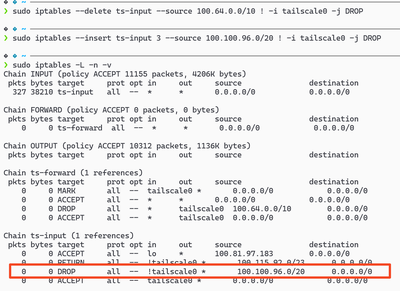 sudo iptables --delete ts-input --source 100.64.0.0/10 ! -i tailscale0 -j DROP
sudo iptables --insert ts-input 3 --source 100.100.96.0/20 ! -i tailscale0 -j DROP
sudo iptables -L -n -v
Chain INPUT (policy ACCEPT 11155 packets, 4206K bytes)
pkts bytes target prot opt in out source destination
327 38210 ts-input all -- * * 0.0.0.0/0 0.0.0.0/0
Chain FORWARD (policy ACCEPT 0 packets, 0 bytes)
pkts bytes target prot opt in out source destination
0 0 ts-forward all -- * * 0.0.0.0/0 0.0.0.0/0
Chain OUTPUT (policy ACCEPT 10312 packets, 1136K bytes)
pkts bytes target prot opt in out source destination
Chain ts-forward (1 references)
pkts bytes target prot opt in out source destination
0 0 MARK all -- tailscale0 * 0.0.0.0/0 0.0.0.0/0
0 0 ACCEPT all -- * * 0.0.0.0/0 0.0.0.0/0
0 0 DROP all -- * tailscale0 100.64.0.0/10 0.0.0.0/0
0 0 ACCEPT all -- * tailscale0 0.0.0.0/0 0.0.0.0/0
Chain ts-input (1 references)
pkts bytes target prot opt in out source destination
0 0 ACCEPT all -- lo * 100.81.97.183 0.0.0.0/0
0 0 RETURN all -- !tailscale0 * 100.115.92.0/23 0.0.0.0/0
0 0 DROP all -- !tailscale0 * 100.100.96.0/20 0.0.0.0/0
0 0 ACCEPT all -- tailscale0 * 0.0.0.0/0 0.0.0.0/0